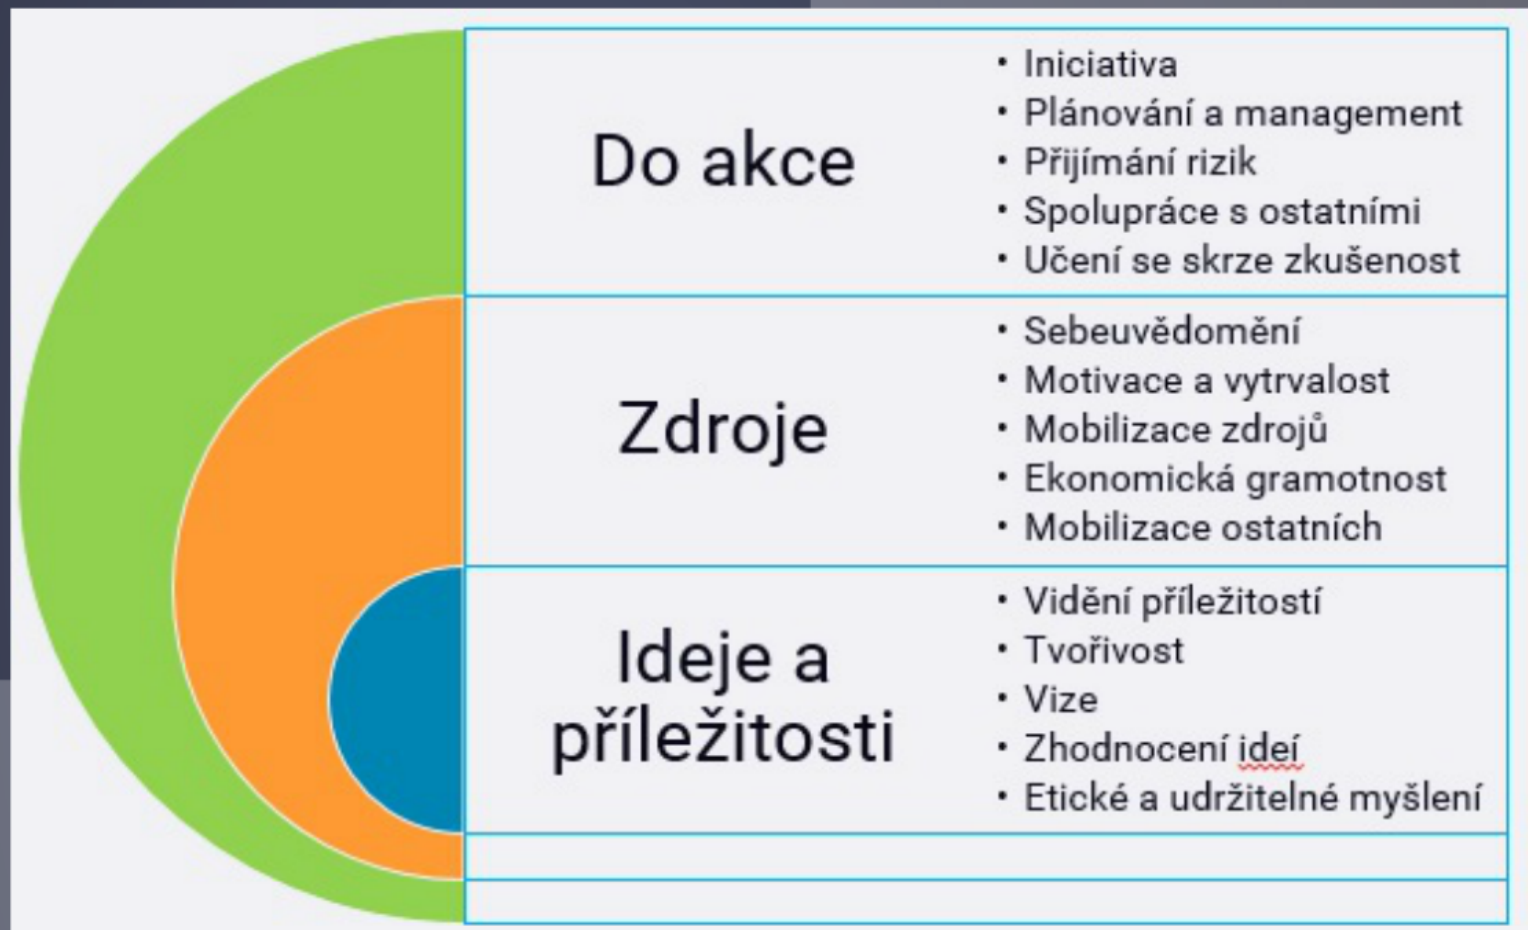 Do akce
• Iniciativa
• Plánování a management
• Přijímání rizik
• Spolupráce s ostatními
• Učení se skrze zkušenost
Zdroje
• Sebeuvědomění
• Motivace a vytrvalost
• Mobilizace zdrojů
• Ekonomická gramotnost
• Mobilizace ostatních
Ideje a
příležitosti
• Vidění příležitostí
• Tvořivost
• Vize
• Zhodnocení ideí
• Etické a udržitelné myšlení